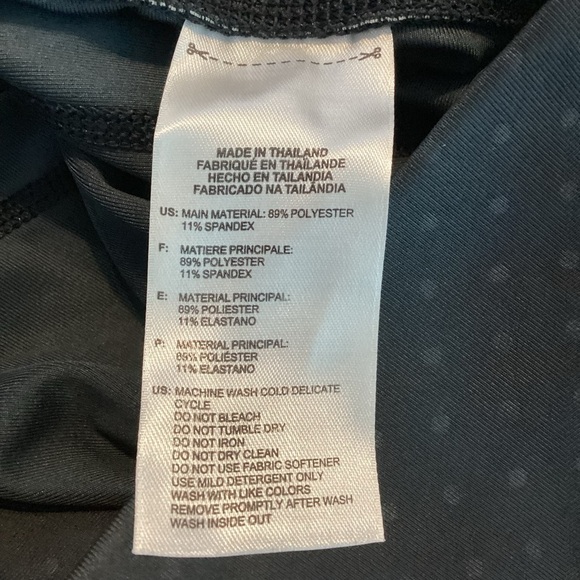 MADE IN THAILAND
FABRIQUÉ EN THAÏLANDE
HECHO EN TAILANDIA
FABRICADO NA TAILÂNDIA
US: MAIN MATERIAL: 89% POLYESTER
11% SPANDEX
F: MATIERE PRINCIPALE:
89% POLYESTER
11% SPANDEX
E: MATERIAL PRINCIPAL:
89% POLIESTER
11% ELASTANO
P: MATERIAL PRINCIPAL:
89% POLIÉSTER
11% ELASTANO
US: MACHINE WASH COLD DELICATE
CYCLE
DO NOT BLEACH
DO NOT TUMBLE DRY
DO NOT IRON
DO NOT DRY CLEAN
DO NOT USE FABRIC SOFTENER
USE MILD DETERGENT ONLY
WASH WITH LIKE COLORS
REMOVE PROMPTLY AFTER WASH
WASH INSIDE OUT